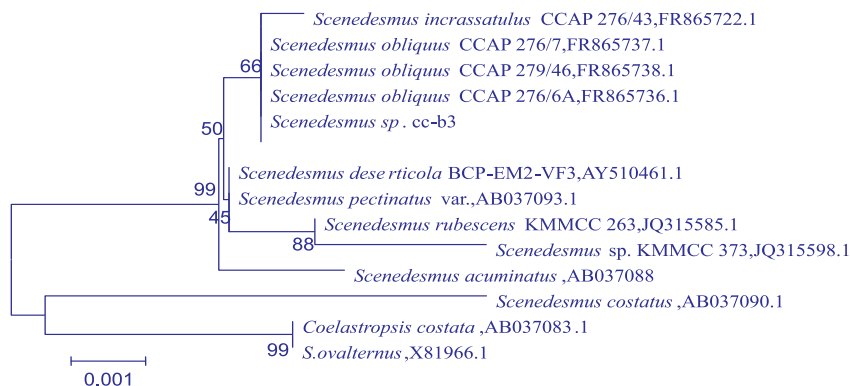 Scenedesmus incrassatulus CCAP 276/43,FR865722.1
Scenedesmus obliquus CCAP 276/7,FR865737.1
66
Scenedesmus obliquus CCAP 279/46,FR865738.1
Scenedesmus obliquus CCAP 276/6A,FR865736.1
Scenedesmus sp. cc-b3
50
Scenedesmus dese rticola BCP-EM2-VF3,AY510461.1
99
Scenedesmus pectinatus var.,AB037093.1
45
Scenedesmus rubescens KMMCC 263,JQ315585.1
88
Scenedesmus sp. KMMCC 373,JQ315598.1
Scenedesmus acuminatus ,AB037088
Scenedesmus costatus ,AB037090.1
Coelastropsis costata ,AB037083.1
99
S.ovalternus,X81966.1
0.001